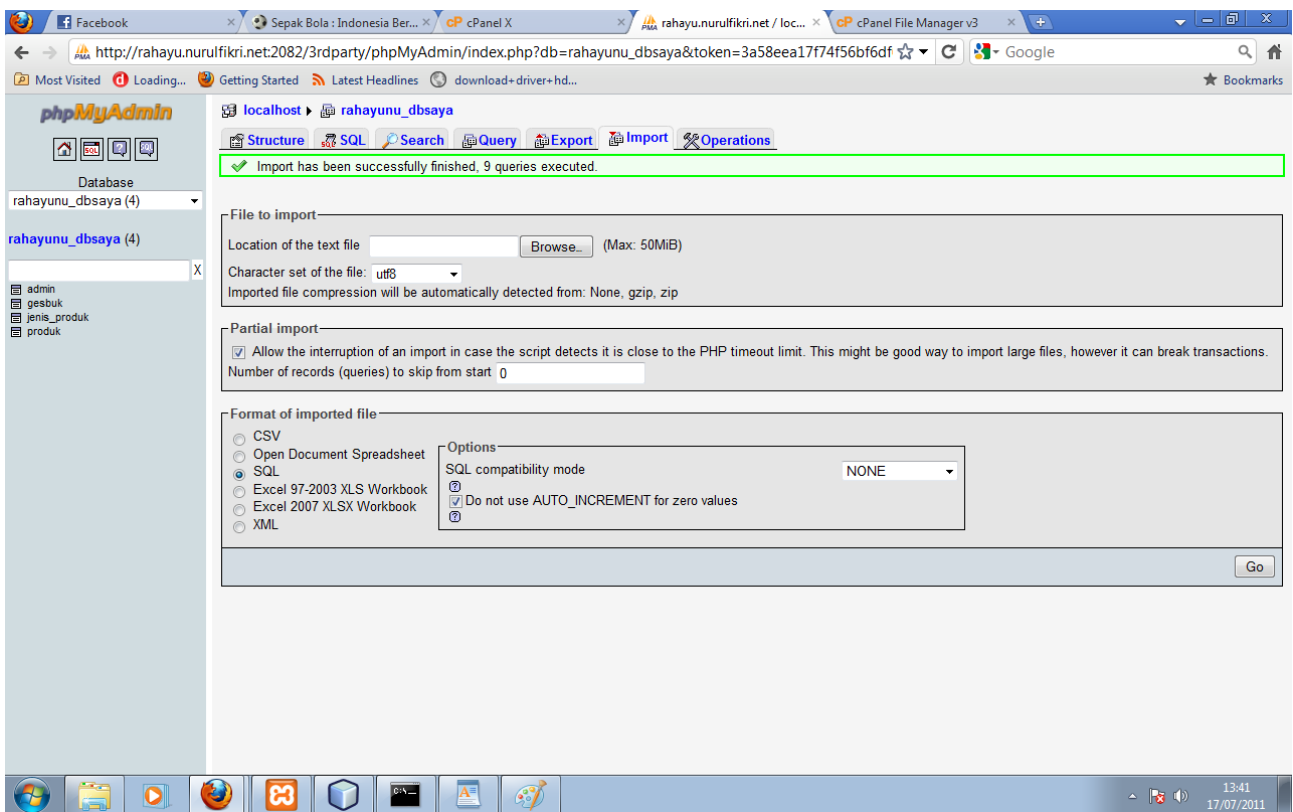 Facebook
Sepak Bola : Indonesia Ber...
cP cPanel X
PMA rahayu.nurulfikri.net / loc...
cP cPanel File Manager v3
http://rahayu.nurulfikri.net:2082/3rdparty/phpMyAdmin/index.php?db=rahayunu_dbsaya&token=3a58eea17f74f56bf6df
Google
Most Visited Loading... Getting Started Latest Headlines download+driver+hd... Bookmarks
phpMyAdmin
Database
rahayunu_dbsaya (4)
rahayunu_dbsaya (4)
X
admin
gesbuk
jenis_produk
produk
localhost rahayunu_dbsaya
Structure SQL Search Query Export Import Operations
Import has been successfully finished, 9 queries executed.
File to import
Location of the text file Browse... (Max: 50MiB)
Character set of the file: utf8
Imported file compression will be automatically detected from: None, gzip, zip
Partial import
Allow the interruption of an import in case the script detects it is close to the PHP timeout limit. This might be good way to import large files, however it can break transactions.
Number of records (queries) to skip from start 0
Format of imported file
CSV
Open Document Spreadsheet
SQL
Excel 97-2003 XLS Workbook
Excel 2007 XLSX Workbook
XML
Options
SQL compatibility mode NONE
Do not use AUTO_INCREMENT for zero values
Go
13:41
17/07/2011